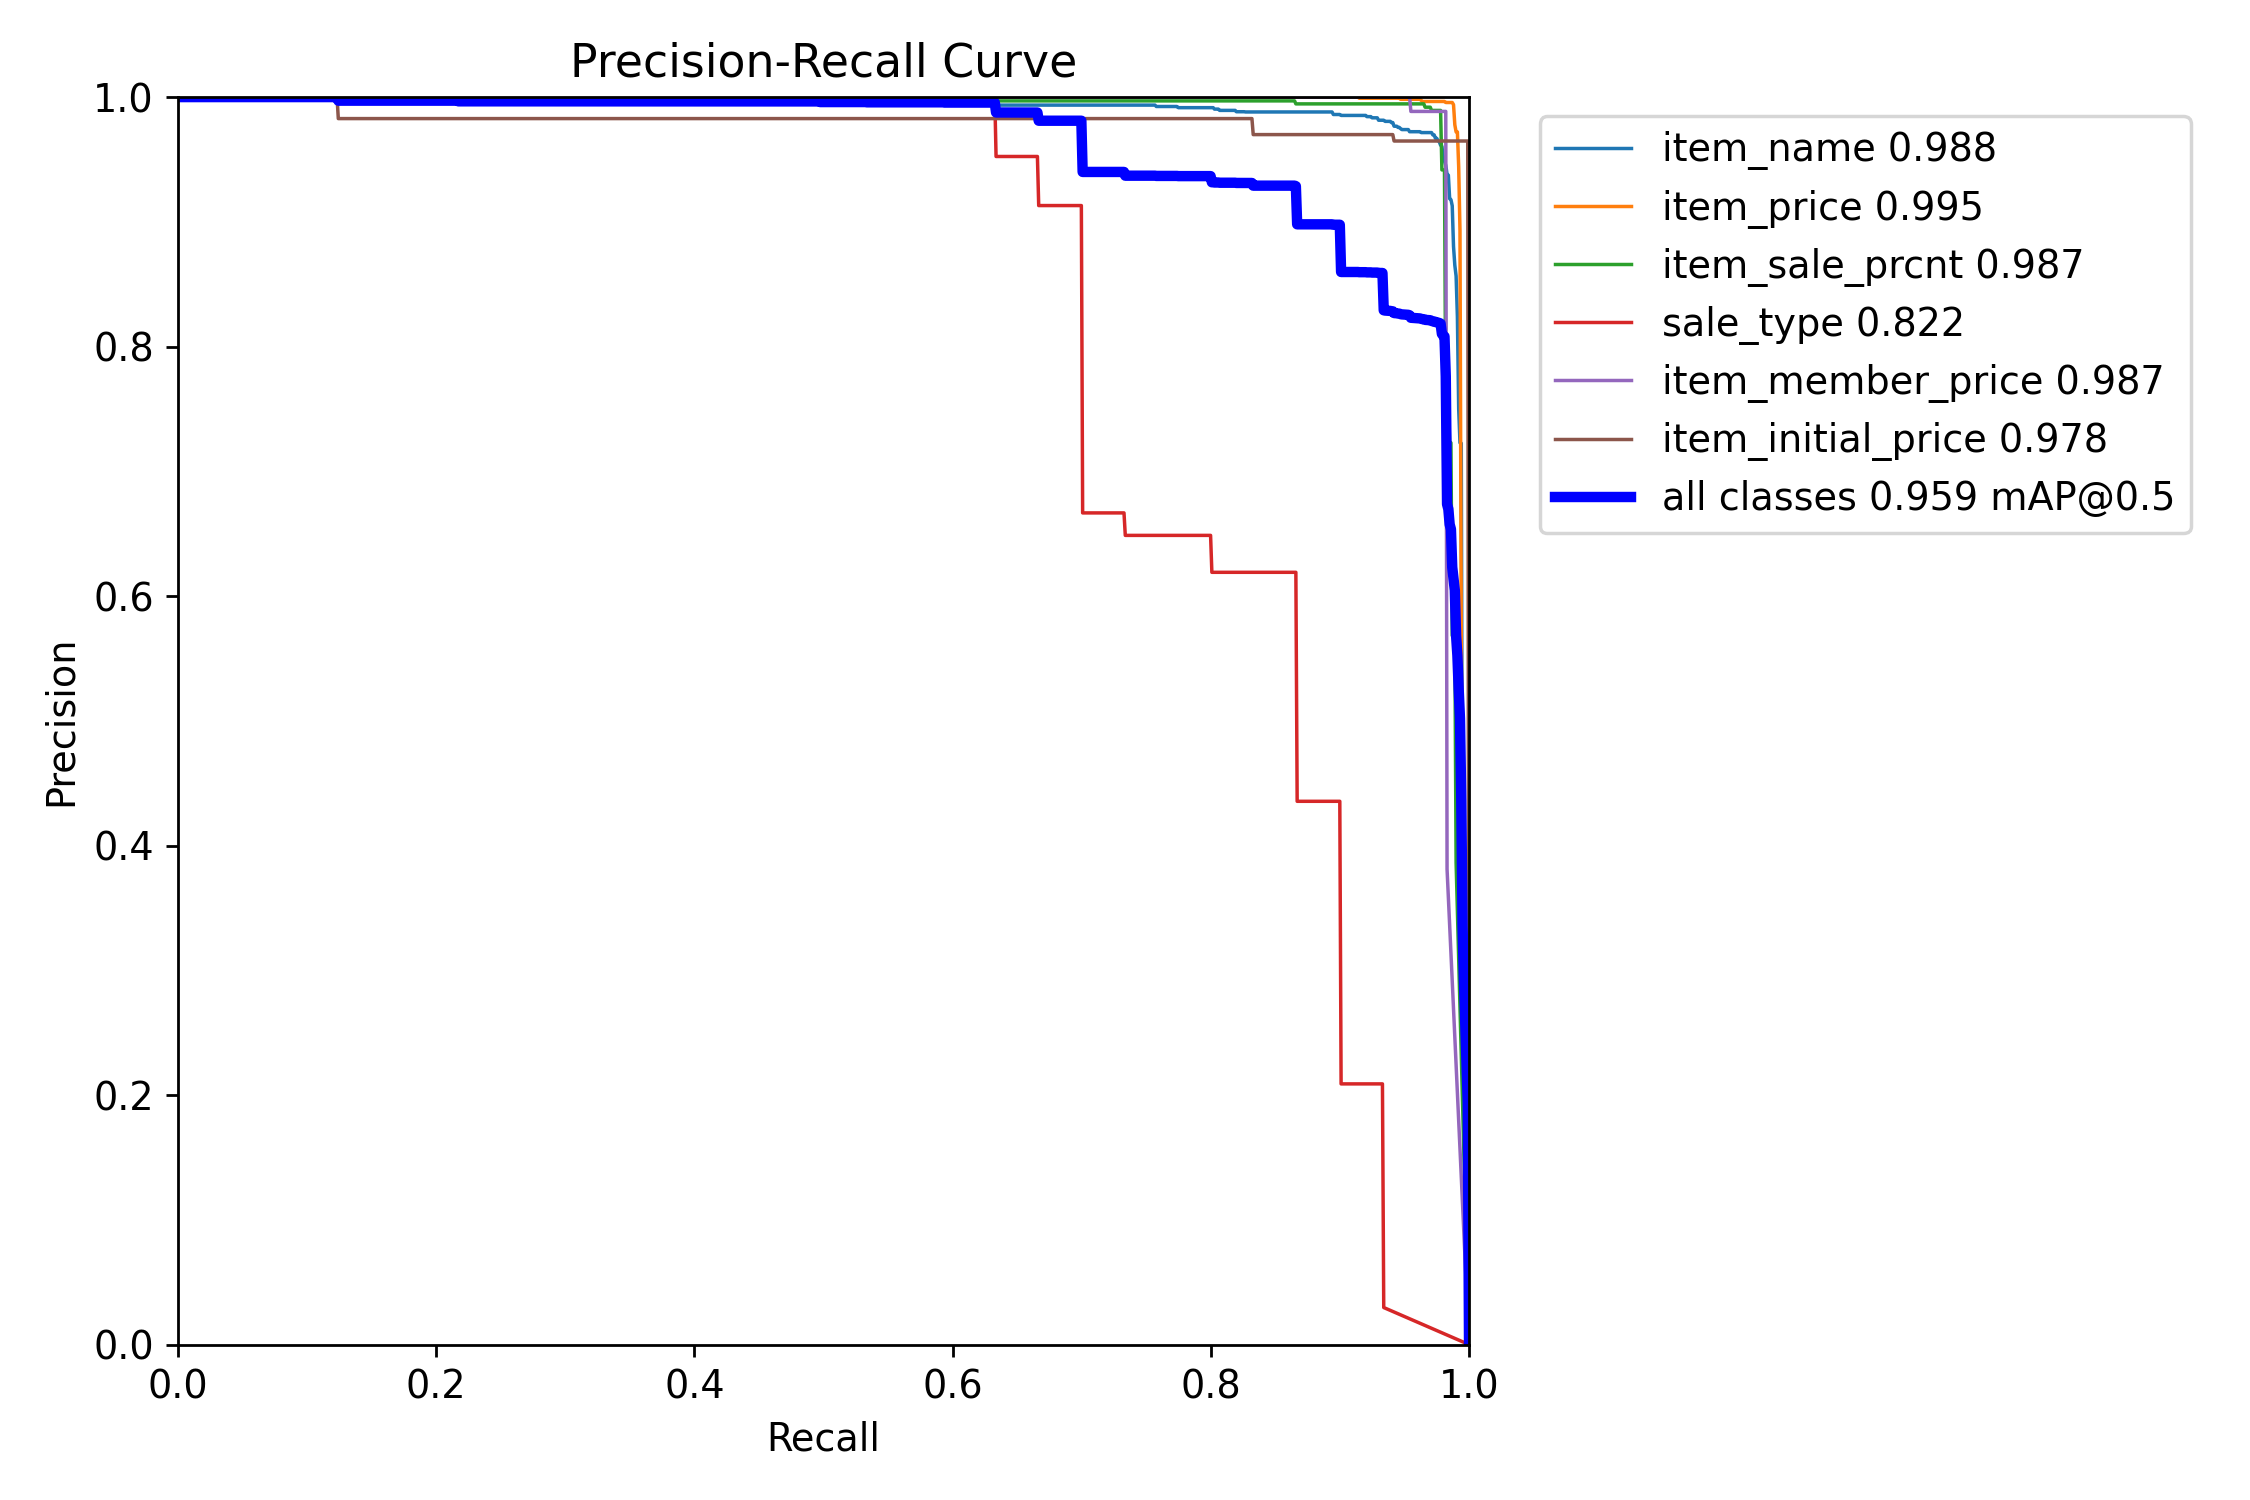 Precision-Recall Curve
1.0
0.8
0.6
0.4
0.2
0.0
Precision
0.0 0.2 0.4 0.6 0.8 1.0
Recall
item_name 0.988
item_price 0.995
item_sale_prcnt 0.987
sale_type 0.822
item_member_price 0.987
item_initial_price 0.978
all classes 0.959 mAP@0.5